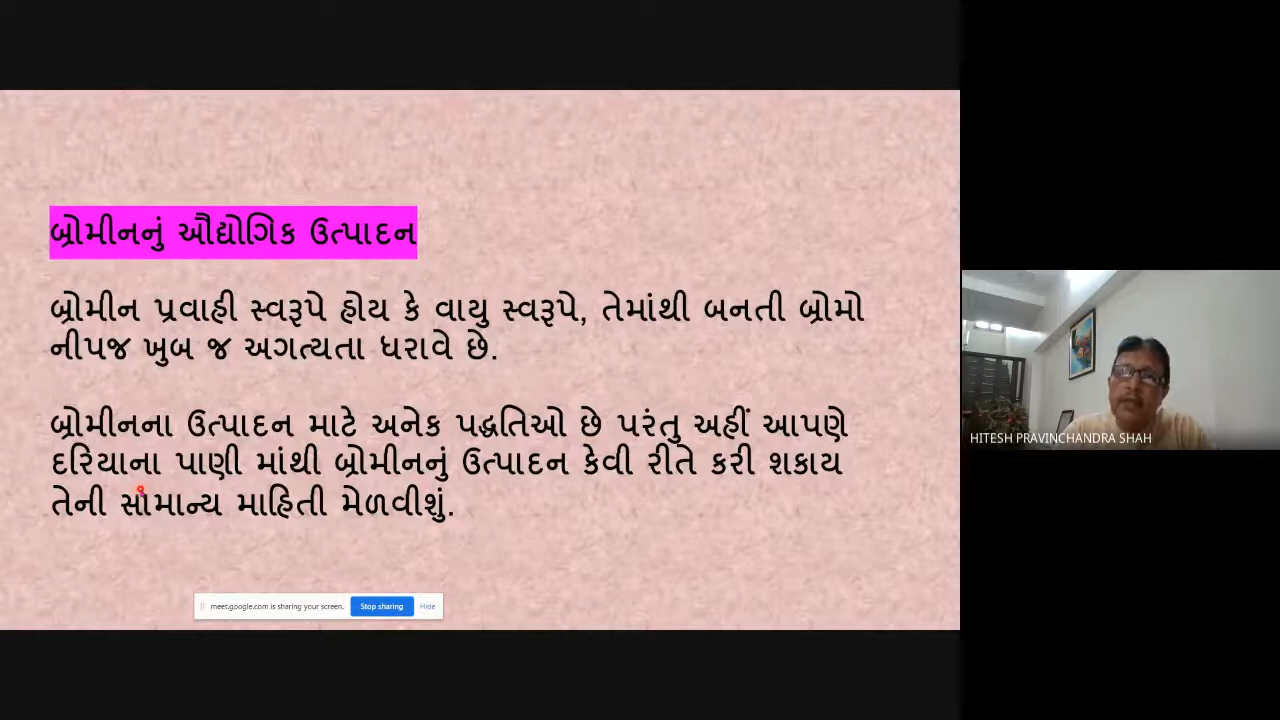 બ્રોમીનનું ઔદ્યોગિક ઉત્પાદન
બ્રોમીન પ્રવાહી સ્વરૂપે હોય કે વાયુ સ્વરૂપે, તેમાંથી બનતી બ્રોમો
નીપજ ખુબ જ અગત્યતા ધરાવે છે.
બ્રોમીનના ઉત્પાદન માટે અનેક પદ્ધતિઓ છે પરંતુ અહીં આપણે
દરિયાના પાણી માંથી બ્રોમીનનું ઉત્પાદન કેવી રીતે કરી શકાય
તેની સામાન્ય માહિતી મેળવીશું.
meet.google.com is sharing your screen. Stop sharing Hide
HITESH PRAVINCHANDRA SHAH